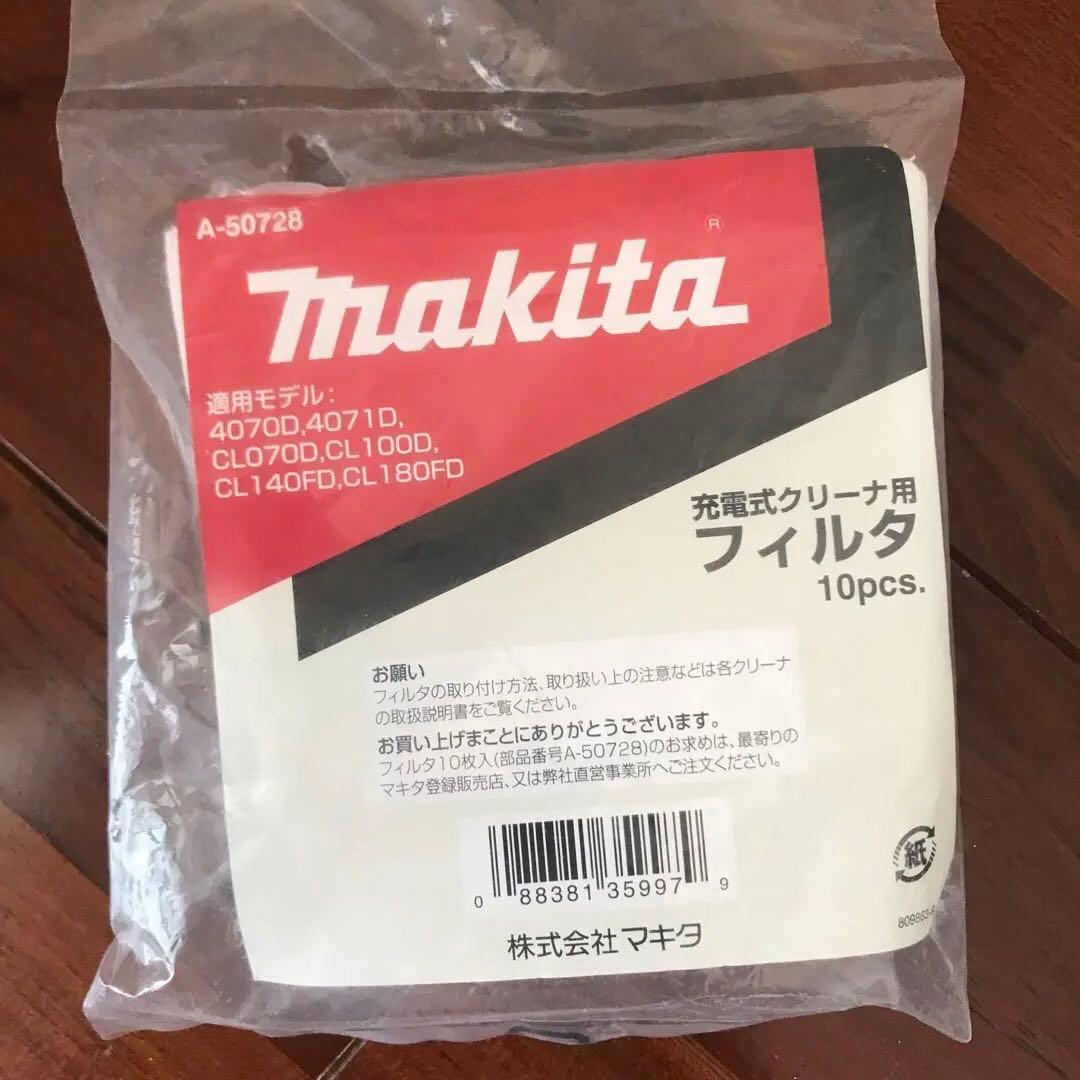 A-50728
makita®
適用モデル:
4070D,4071D,
CL070D,CL100D,
CL140FD,CL180FD
充電式クリーナ用
フィルタ
10pcs.
お願い
フィルタの取り付け方法、取り扱い上の注意などは各クリーナ
の取扱説明書をご覧ください。
お買い上げまことにありがとうございます。
フィルタ10枚入(部品番号A-50728)のお求めは、最寄りの
マキタ登録販売店、又は弊社直営事業所へご注文ください。
0 88381 35997 9
紙
株式会社マキタ